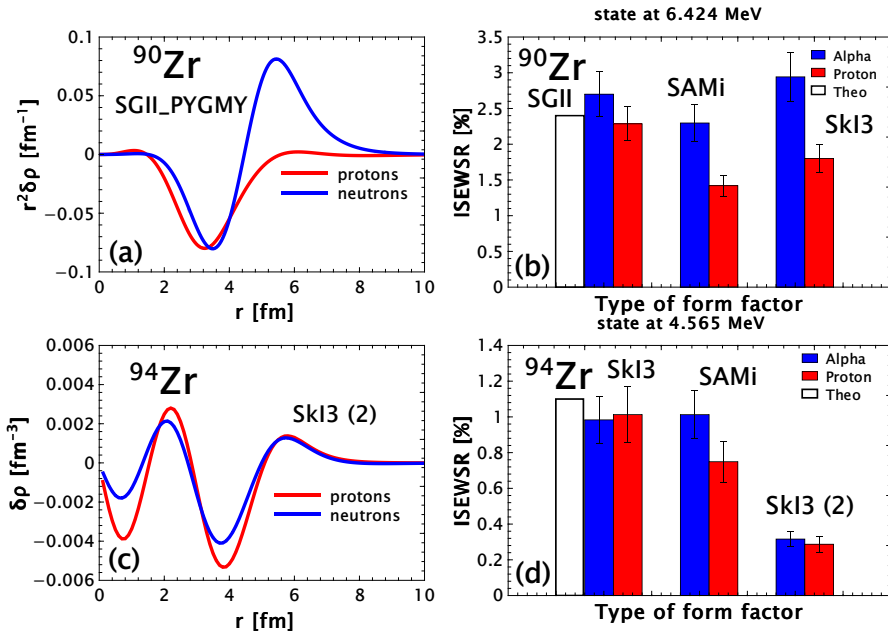 ⁹⁰Zr
SGII_PYGMY
protons
neutrons
(a)
r²δρ [fm⁻¹]
0.1
0.05
0
−0.05
−0.1
0
2
4
6
8
10
r [fm]
state at 6.424 MeV
⁹⁰Zr
SGII
SAMi
SkI3
Alpha
Proton
Theo
(b)
ISEWSR [%]
3.5
3
2.5
2
1.5
1
0.5
0
Type of form factor
⁹⁴Zr
SkI3 (2)
protons
neutrons
(c)
δρ [fm⁻³]
0.006
0.004
0.002
0
−0.002
−0.004
−0.006
0
2
4
6
8
10
r [fm]
state at 4.565 MeV
⁹⁴Zr
SkI3
SAMi
SkI3 (2)
Alpha
Proton
Theo
(d)
ISEWSR [%]
1.4
1.2
1
0.8
0.6
0.4
0.2
0
Type of form factor